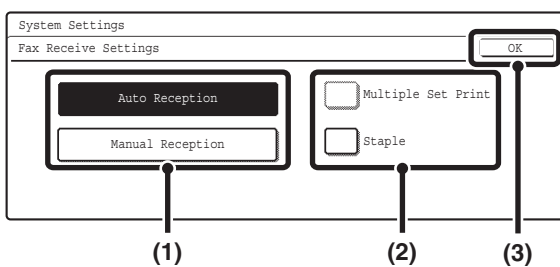 System Settings
Fax Receive Settings
OK
Auto Reception
Multiple Set Print
Manual Reception
Staple
(1)
(2)
(3)